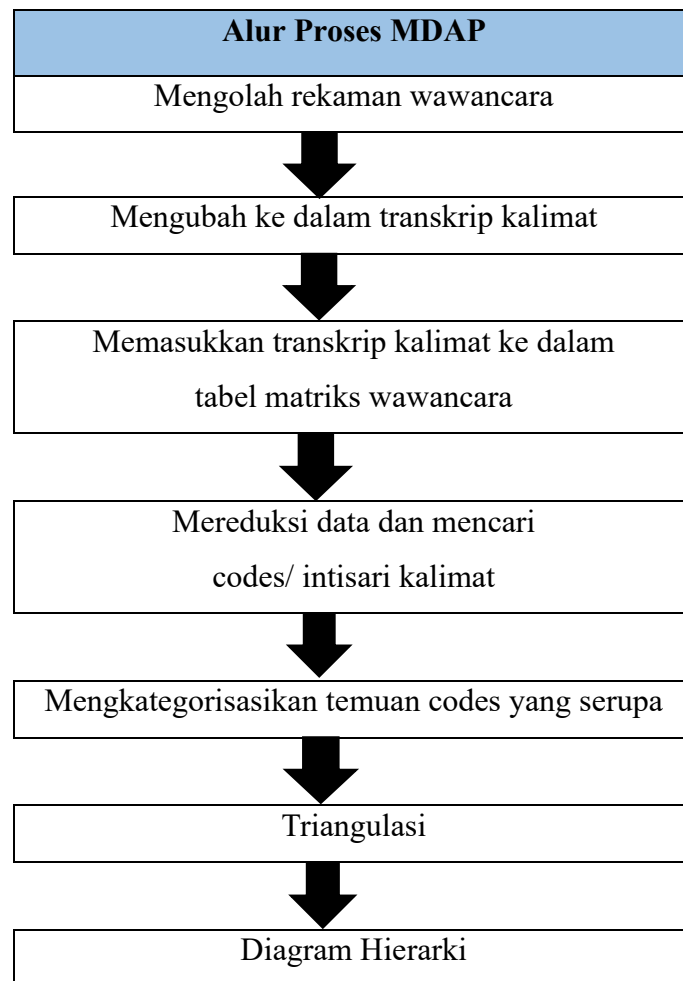 Alur Proses MDAP
Mengolah rekaman wawancara
Mengubah ke dalam transkrip kalimat
Memasukkan transkrip kalimat ke dalam
tabel matriks wawancara
Mereduksi data dan mencari
codes/ intisari kalimat
Mengkategorisasikan temuan codes yang serupa
Triangulasi
Diagram Hierarki